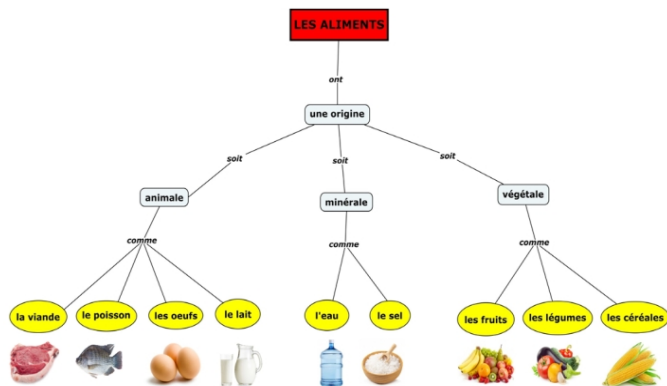 LES ALIMENTS
ont
une origine
soit
soit
soit
animale
minérale
végétale
comme
comme
comme
la viande
le poisson
les oeufs
le lait
l'eau
le sel
les fruits
les légumes
les céréales